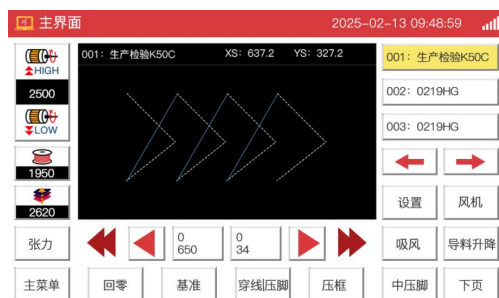 主界面 2025-02-13 09:48:59
HIGH
2500
LOW
1950
2620
001: 生产检验K50C XS: 637.2 YS: 327.2
001: 生产检验K50C
002: 0219HG
003: 0219HG
设置 风机
张力
0
650
0
34
吸风 导料升降
主菜单 回零 基准 穿线压脚 压框 中压脚 下页